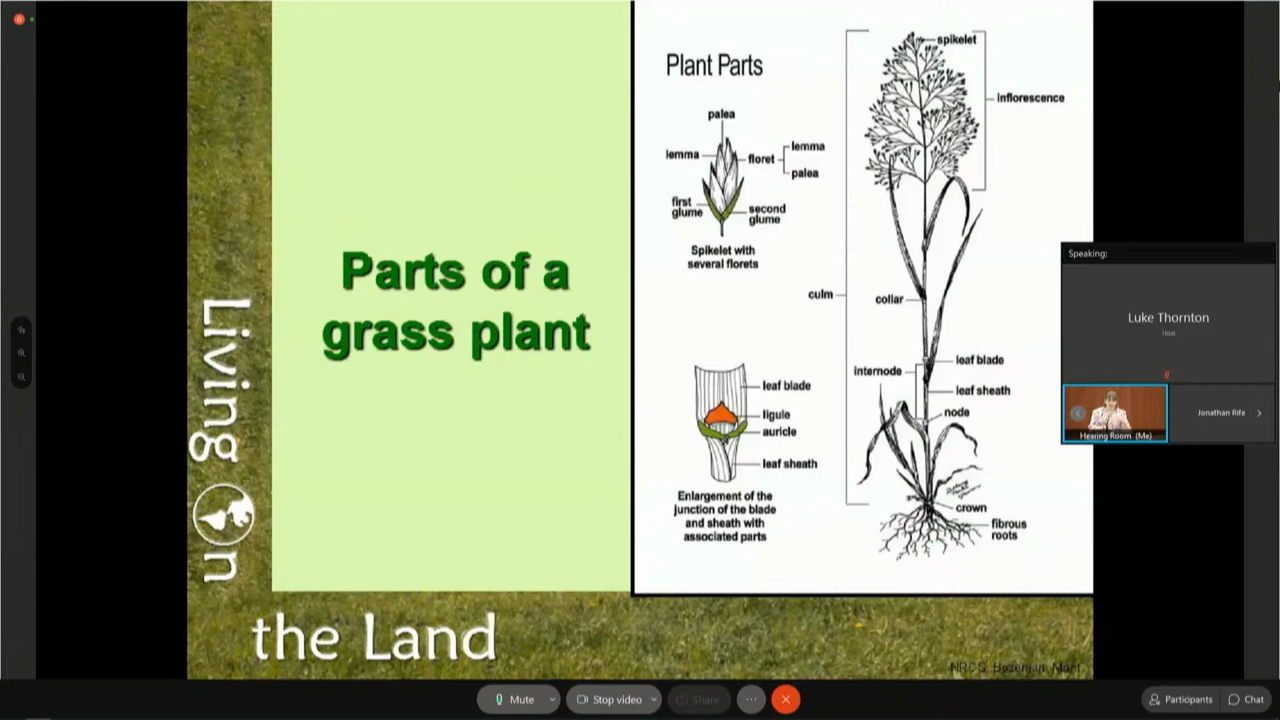 Living On
the Land
Parts of a
grass plant
Plant Parts
palea
lemma
floret
lemma
palea
first
glume
second
glume
Spikelet with
several florets
leaf blade
ligule
auricle
leaf sheath
Enlargement of the
junction of the blade
and sheath with
associated parts
spikelet
inflorescence
culm
collar
leaf blade
internode
leaf sheath
node
crown
fibrous
roots
NRCS, Bozeman, Mont.
Speaking:
Luke Thornton
Host
Hearing Room (Me)
Jonathan Rife
Mute
Stop video
Share
Participants
Chat